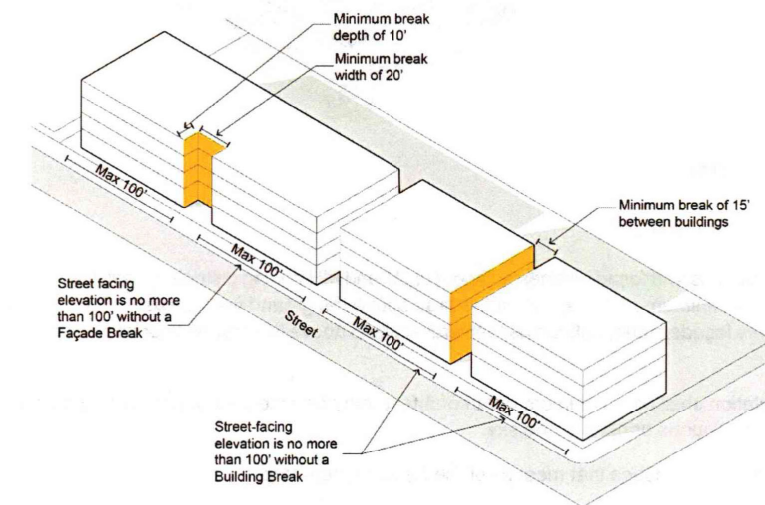 Minimum break
depth of 10'
Minimum break
width of 20'
Minimum break of 15'
between buildings
Max 100'
Max 100'
Max 100'
Max 100'
Street
Street facing
elevation is no more
than 100' without a
Façade Break
Street-facing
elevation is no more
than 100' without a
Building Break